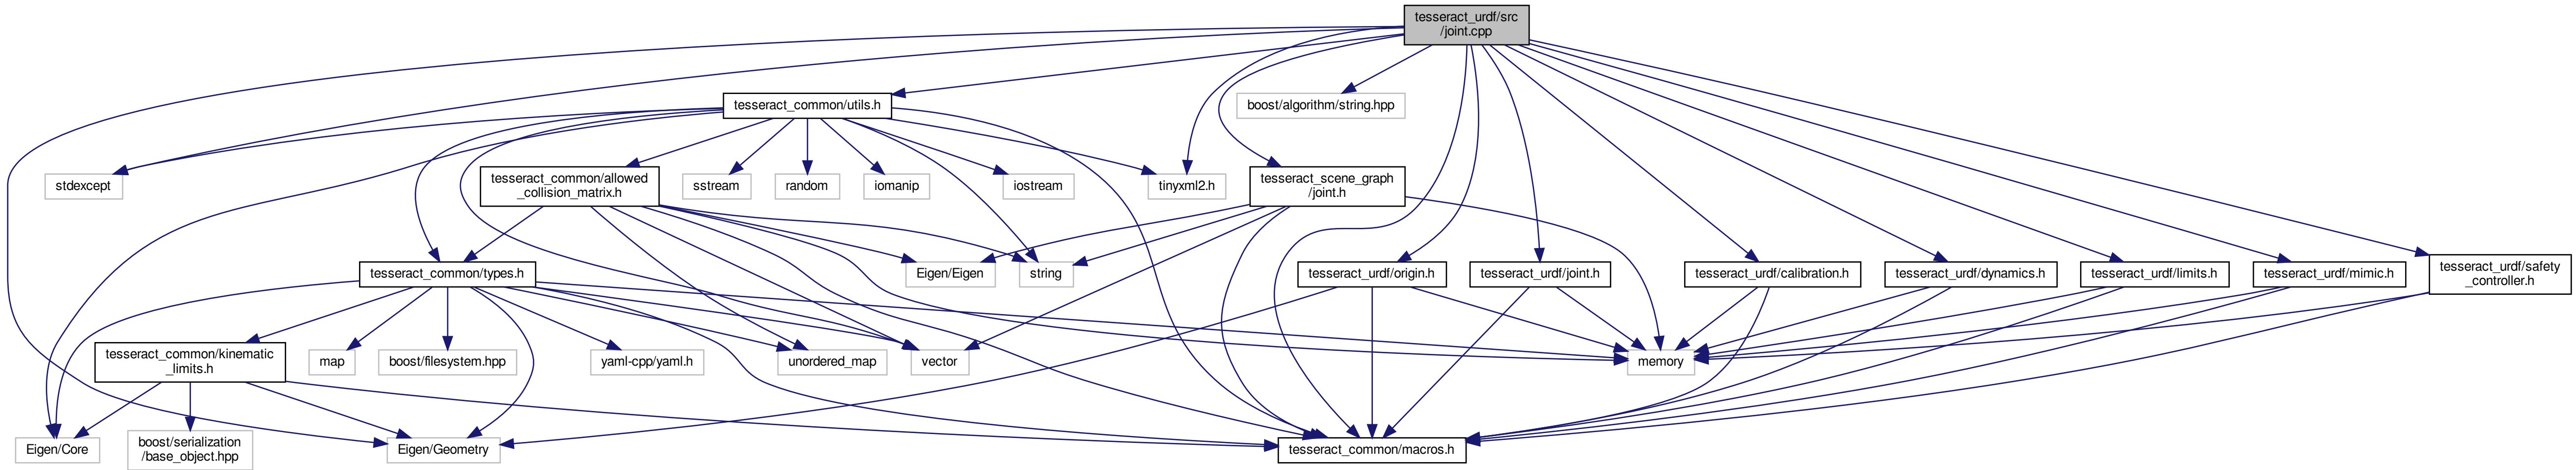 tesseract_urdf/src
/joint.cpp
tesseract_common/utils.h
boost/algorithm/string.hpp
stdexcept
tesseract_common/allowed
_collision_matrix.h
sstream
random
iomanip
iostream
tinyxml2.h
tesseract_scene_graph
/joint.h
tesseract_common/types.h
Eigen/Eigen
string
tesseract_urdf/origin.h
tesseract_urdf/joint.h
tesseract_urdf/calibration.h
tesseract_urdf/dynamics.h
tesseract_urdf/limits.h
tesseract_urdf/mimic.h
tesseract_urdf/safety
_controller.h
tesseract_common/kinematic
_limits.h
map
boost/filesystem.hpp
yaml-cpp/yaml.h
unordered_map
vector
memory
Eigen/Core
boost/serialization
/base_object.hpp
Eigen/Geometry
tesseract_common/macros.h